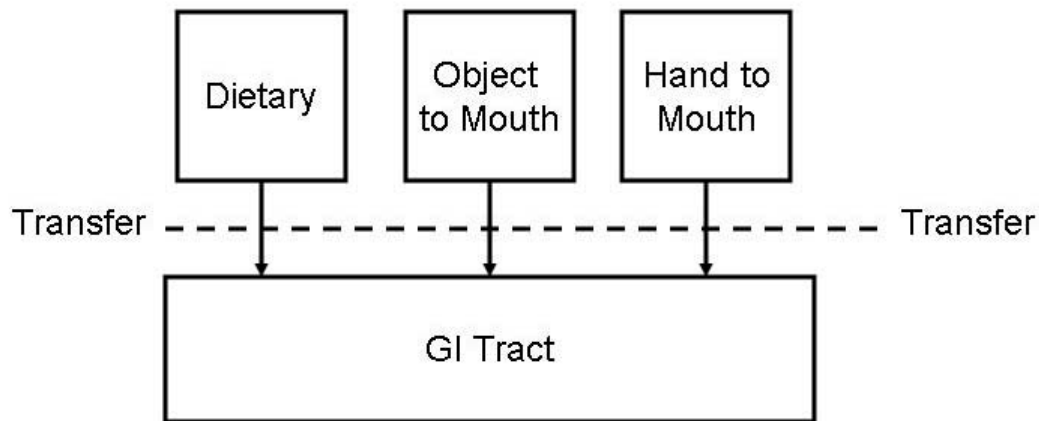 Dietary
Object
to Mouth
Hand to
Mouth
Transfer
Transfer
GI Tract